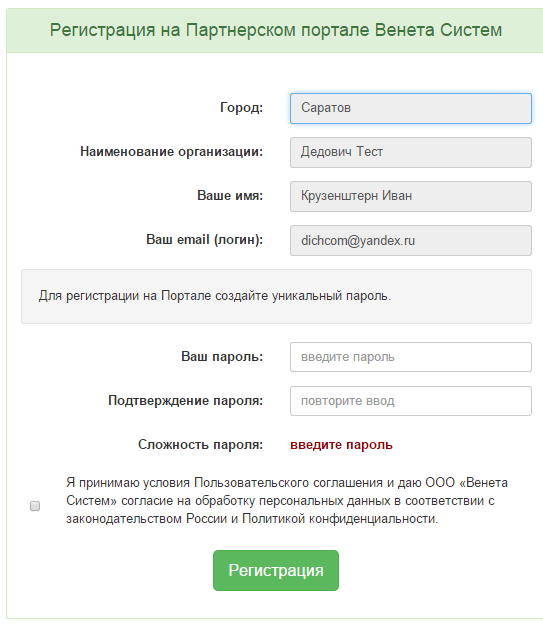 Регистрация на Партнерском портале Венета Систем
Город: Саратов
Наименование организации: Дедович Тест
Ваше имя: Крузенштерн Иван
Ваш email (логин): dichcom@yandex.ru
Для регистрации на Портале создайте уникальный пароль.
Ваш пароль: введите пароль
Подтверждение пароля: повторите ввод
Сложность пароля: введите пароль
Я принимаю условия Пользовательского соглашения и даю ООО «Венета
Систем» согласие на обработку персональных данных в соответствии с
законодательством России и Политикой конфиденциальности.
Регистрация